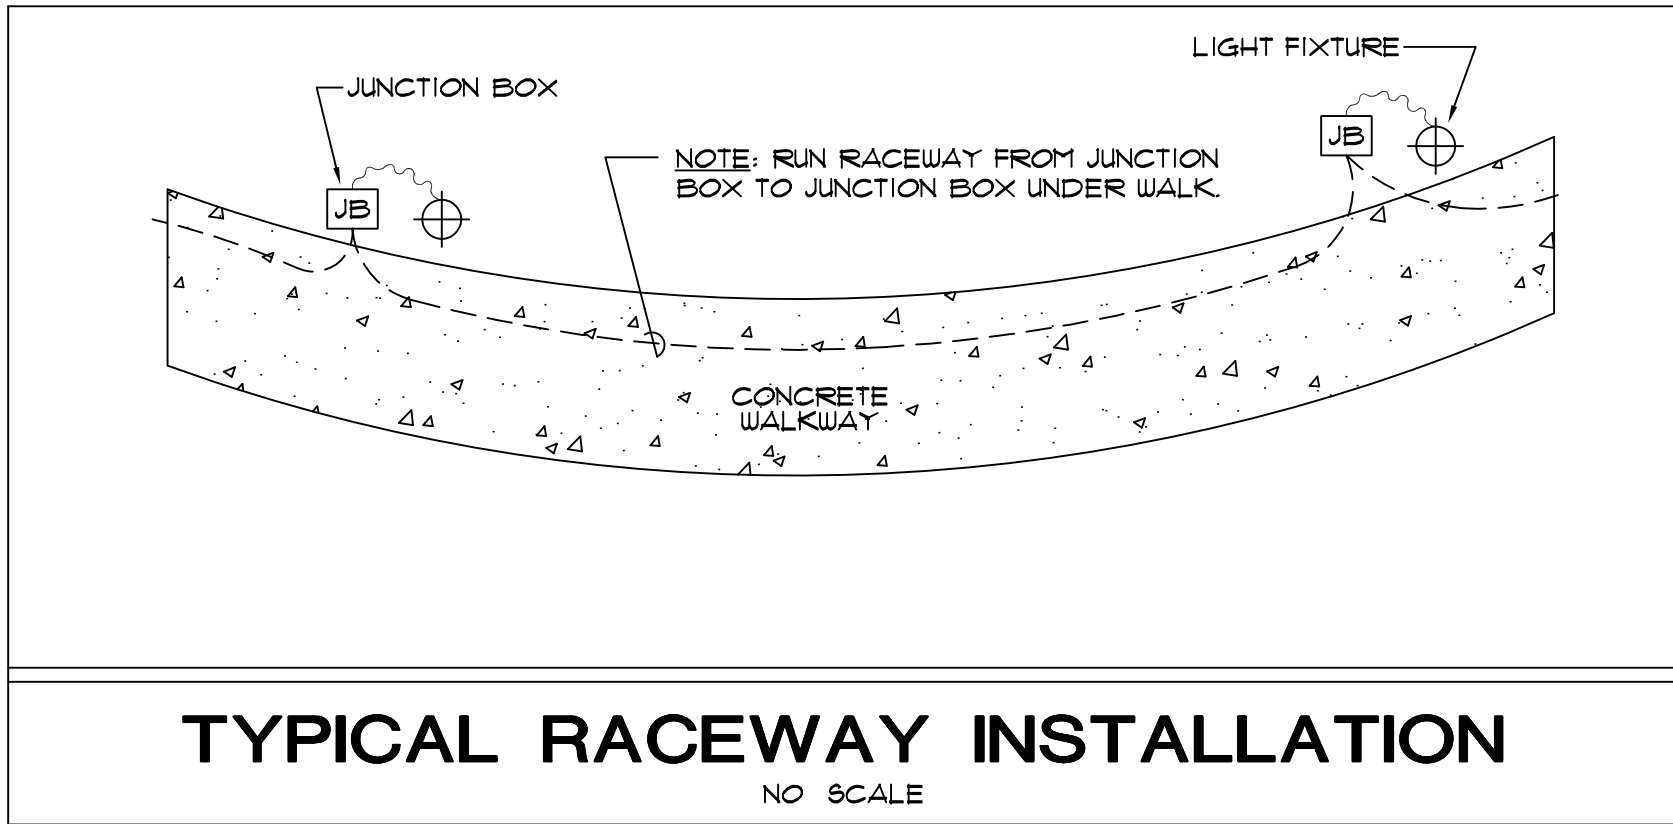 LIGHT FIXTURE
JUNCTION BOX
JB
NOTE: RUN RACEWAY FROM JUNCTION
BOX TO JUNCTION BOX UNDER WALK.
JB
CONCRETE
WALKWAY
TYPICAL RACEWAY INSTALLATION
NO SCALE